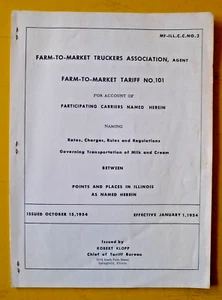 MF-ILL.C.C.NO.2
FARM-TO-MARKET TRUCKERS ASSOCIATION, AGENT
FARM-TO-MARKET TARIFF NO. 101
FOR ACCOUNT OF
PARTICIPATING CARRIERS NAMED HEREIN
NAMING
Rates, Charges, Rules and Regulations
Governing Transportation of Milk and Cream
BETWEEN
POINTS AND PLACES IN ILLINOIS
AS NAMED HEREIN
ISSUED OCTOBER 15, 1954 EFFECTIVE JANUARY 1, 1954
Issued by
ROBERT KLOPP
Chief of Tariff Bureau
Springfield, Illinois